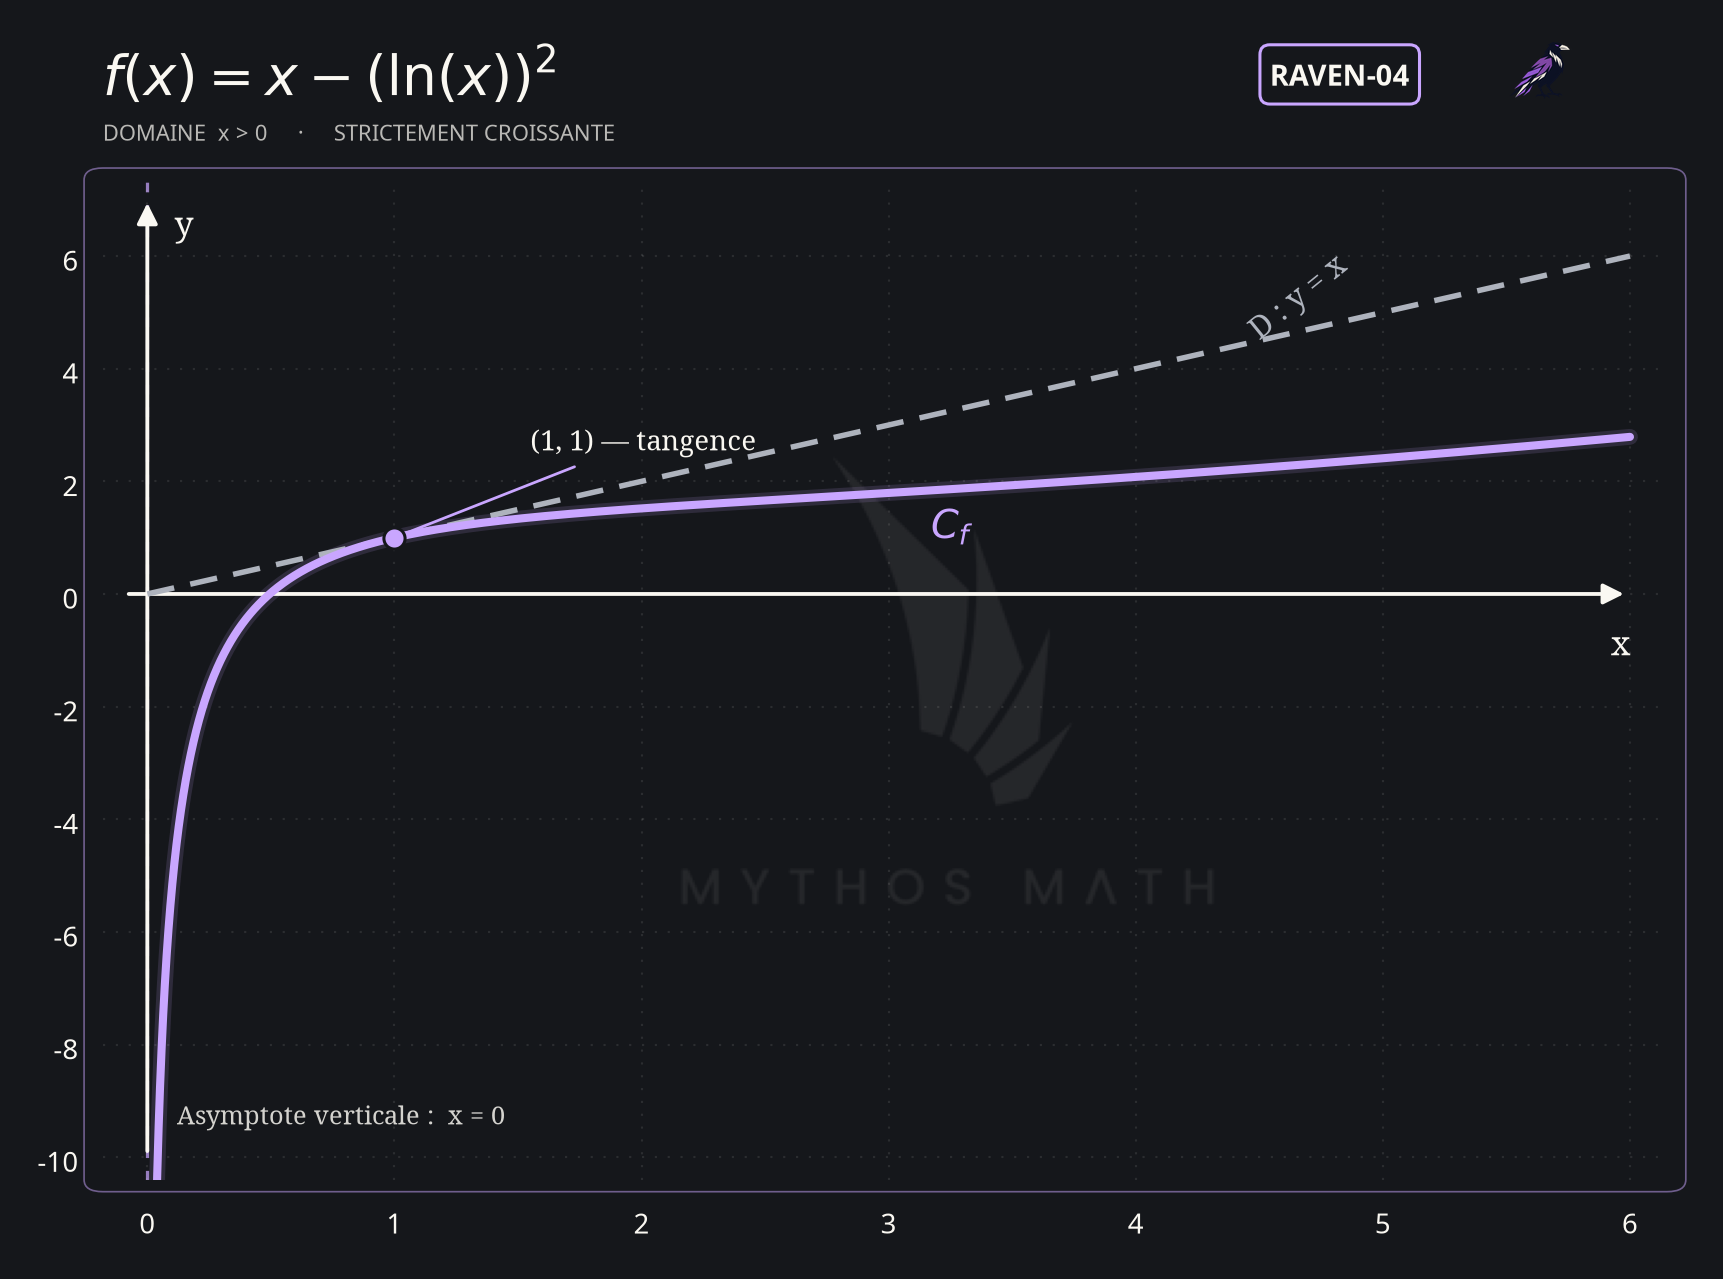 f(x) = x − (ln(x))²
RAVEN-04
DOMAINE x > 0 · STRICTEMENT CROISSANTE
y
6
4
2
0
-2
-4
-6
-8
-10
D : y = x
(1, 1) — tangence
C_f
x
MYTHOS MΛTH
Asymptote verticale : x = 0
0 1 2 3 4 5 6